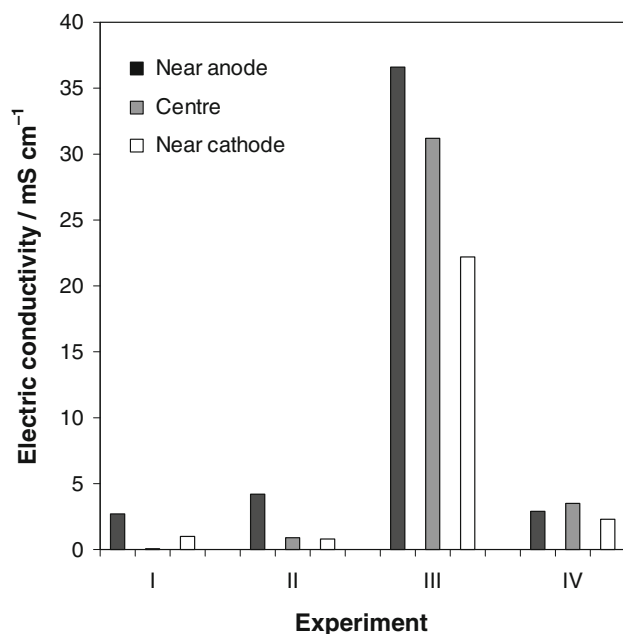 40
35
30
25
20
15
10
5
0
Electric conductivity / mS cm⁻¹
Near anode
Centre
Near cathode
I II III IV
Experiment